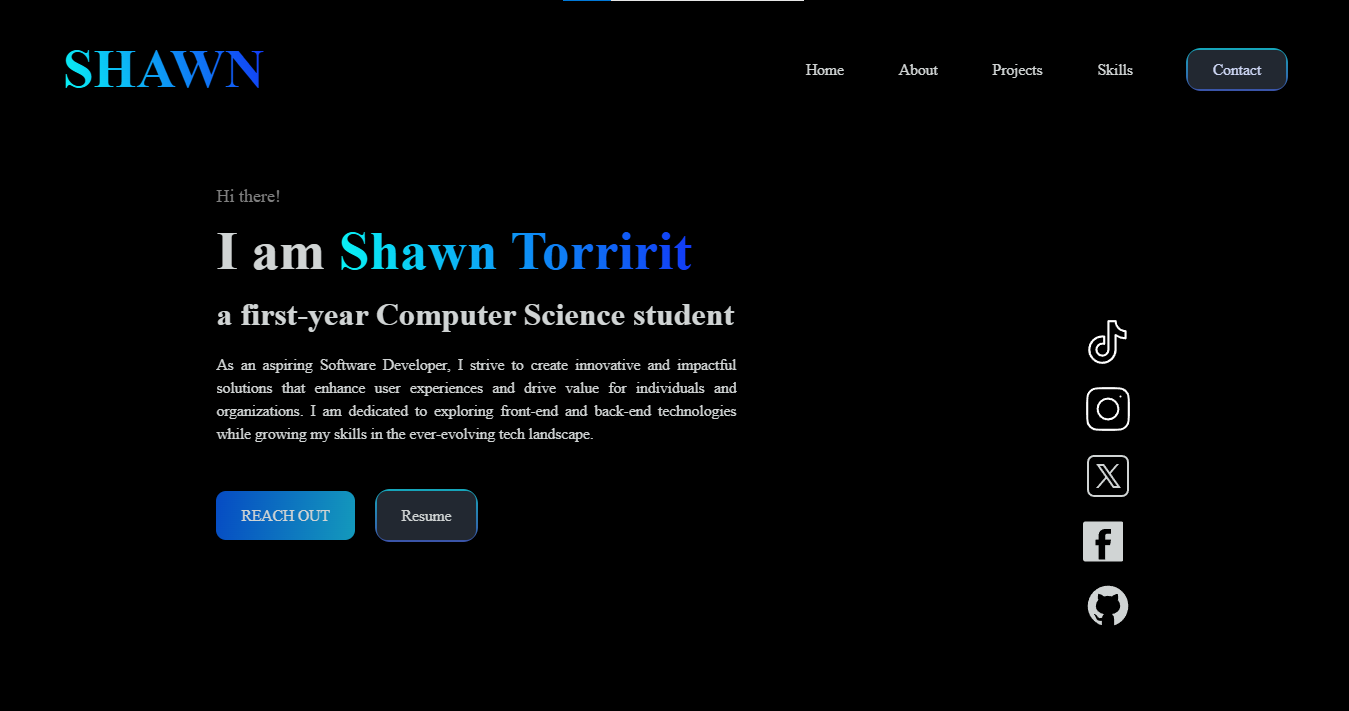 SHAWN
Home About Projects Skills Contact
Hi there!
I am Shawn Torririt
a first-year Computer Science student
As an aspiring Software Developer, I strive to create innovative and impactful
solutions that enhance user experiences and drive value for individuals and
organizations. I am dedicated to exploring front-end and back-end technologies
while growing my skills in the ever-evolving tech landscape.
REACH OUT Resume